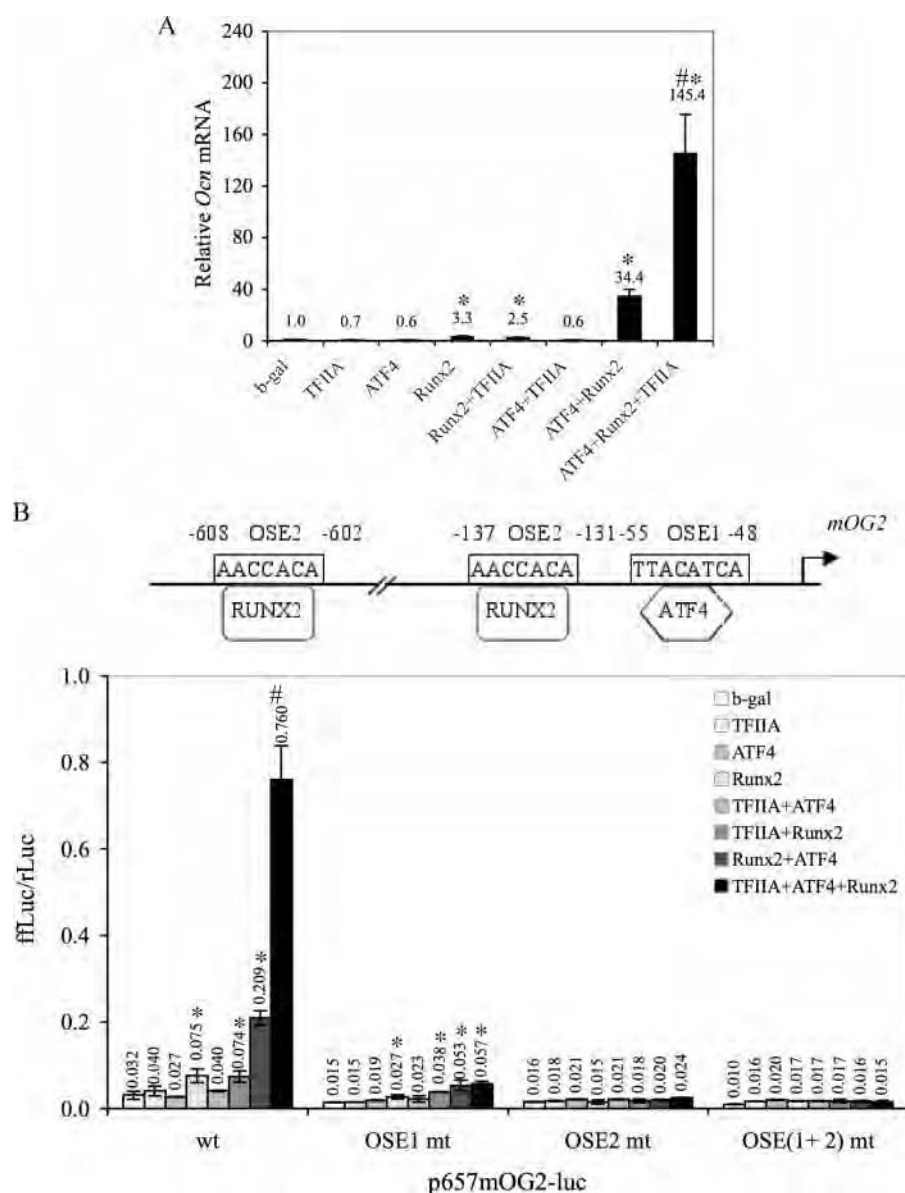 A
240
200
160
120
80
40
0
Relative Ocn mRNA
1.0
0.7
0.6
*
3.3
*
2.5
0.6
*
34.4
#*
145.4
b-gal
TFIIA
ATF4
Runx2
Runx2+TFIIA
ATF4+TFIIA
ATF4+Runx2
ATF4+Runx2+TFIIA
B
-608 OSE2 -602
-137 OSE2 -131
-55 OSE1 -48
mOG2
AACCACA
AACCACA
TTACATCA
RUNX2
RUNX2
ATF4
1.0
0.8
0.6
0.4
0.2
0.0
ffLuc/rLuc
b-gal
TFIIA
ATF4
Runx2
TFIIA+ATF4
TFIIA+Runx2
Runx2+ATF4
TFIIA+ATF4+Runx2
0.032
0.040
0.027
0.075 *
0.040
0.074 *
0.209 *
#
0.760
0.015
0.015
0.019
0.027 *
0.023
0.038 *
0.053 *
0.057 *
0.016
0.018
0.021
0.015
0.021
0.018
0.020
0.024
0.010
0.016
0.020
0.017
0.017
0.017
0.016
0.015
wt
OSE1 mt
OSE2 mt
OSE(1+ 2) mt
p657mOG2-luc